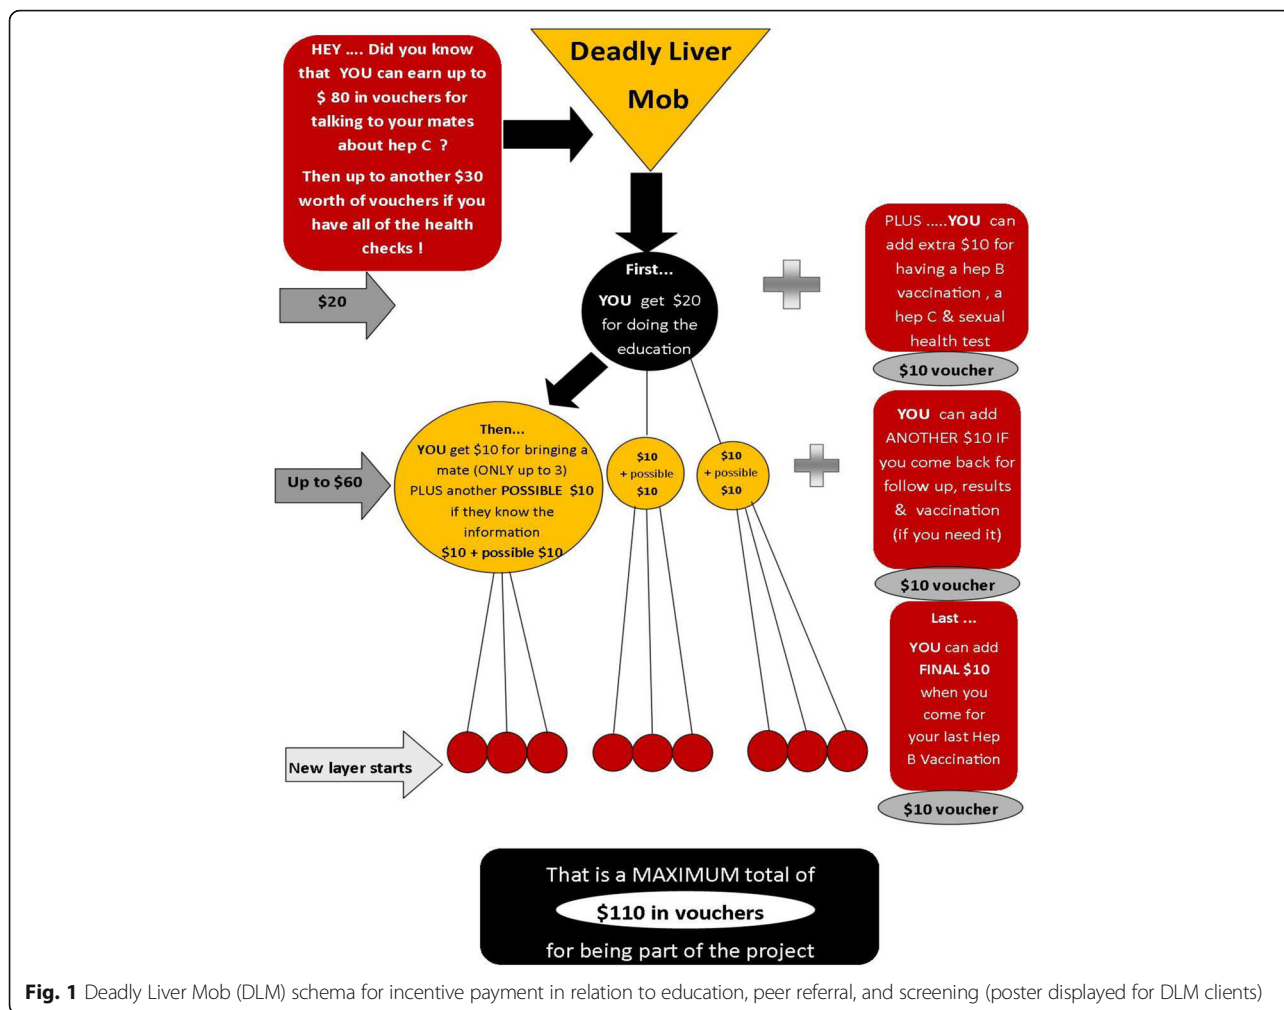 HEY .... Did you know
that YOU can earn up to
$ 80 in vouchers for
talking to your mates
about hep C ?
Then up to another $30
worth of vouchers if you
have all of the health
checks !
Deadly Liver
Mob
$20
First...
YOU get $20
for doing the
education
PLUS .....YOU can
add extra $10 for
having a hep B
vaccination , a
hep C & sexual
health test
$10 voucher
Up to $60
Then...
YOU get $10 for bringing a
mate (ONLY up to 3)
PLUS another POSSIBLE $10
if they know the
information
$10 + possible $10
$10
+ possible
$10
$10
+ possible
$10
YOU can add
ANOTHER $10 IF
you come back for
follow up, results
& vaccination
(if you need it)
$10 voucher
New layer starts
Last ...
YOU can add
FINAL $10
when you
come for
your last Hep
B Vaccination
$10 voucher
That is a MAXIMUM total of
$110 in vouchers
for being part of the project
Fig. 1 Deadly Liver Mob (DLM) schema for incentive payment in relation to education, peer referral, and screening (poster displayed for DLM clients)